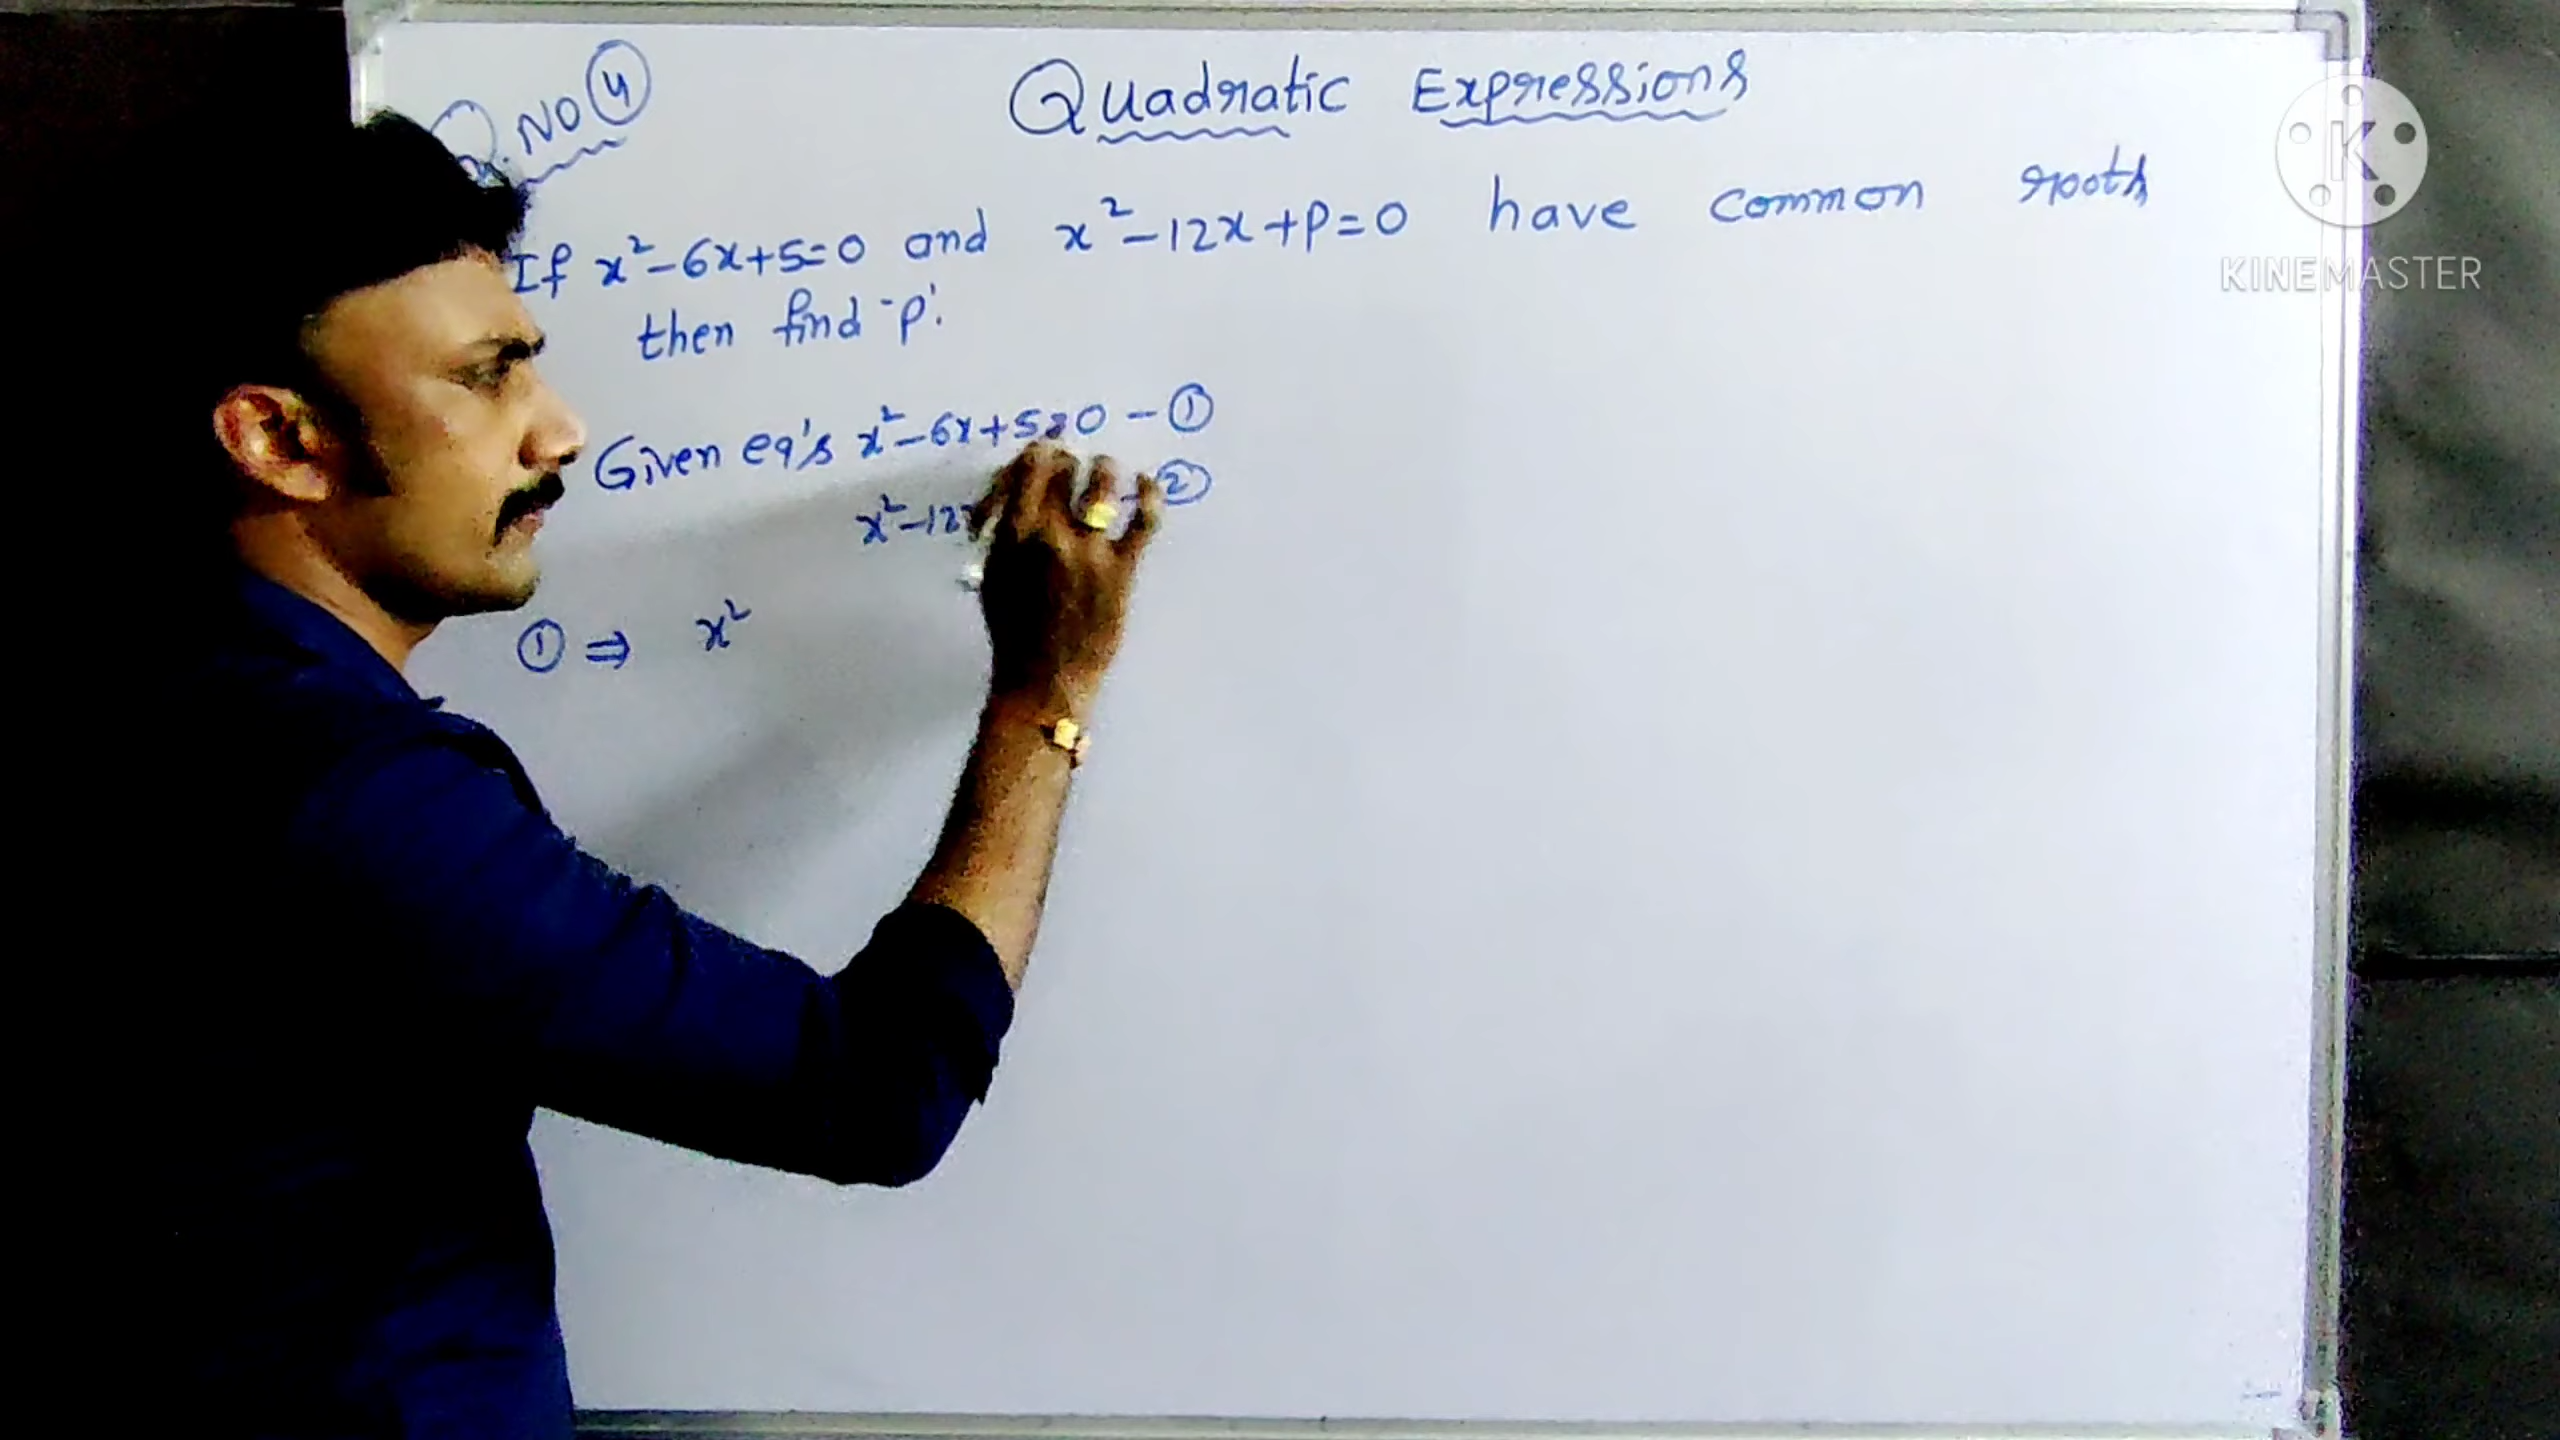 Q.NO 4
Quadratic Expressions
If x²-6x+5=0 and x²-12x+P=0 have common roots
then find 'p'.
Given eq's x²-6x+5=0 - ①
x²-12x - ②
① ⇒ x²
K
KINEMASTER